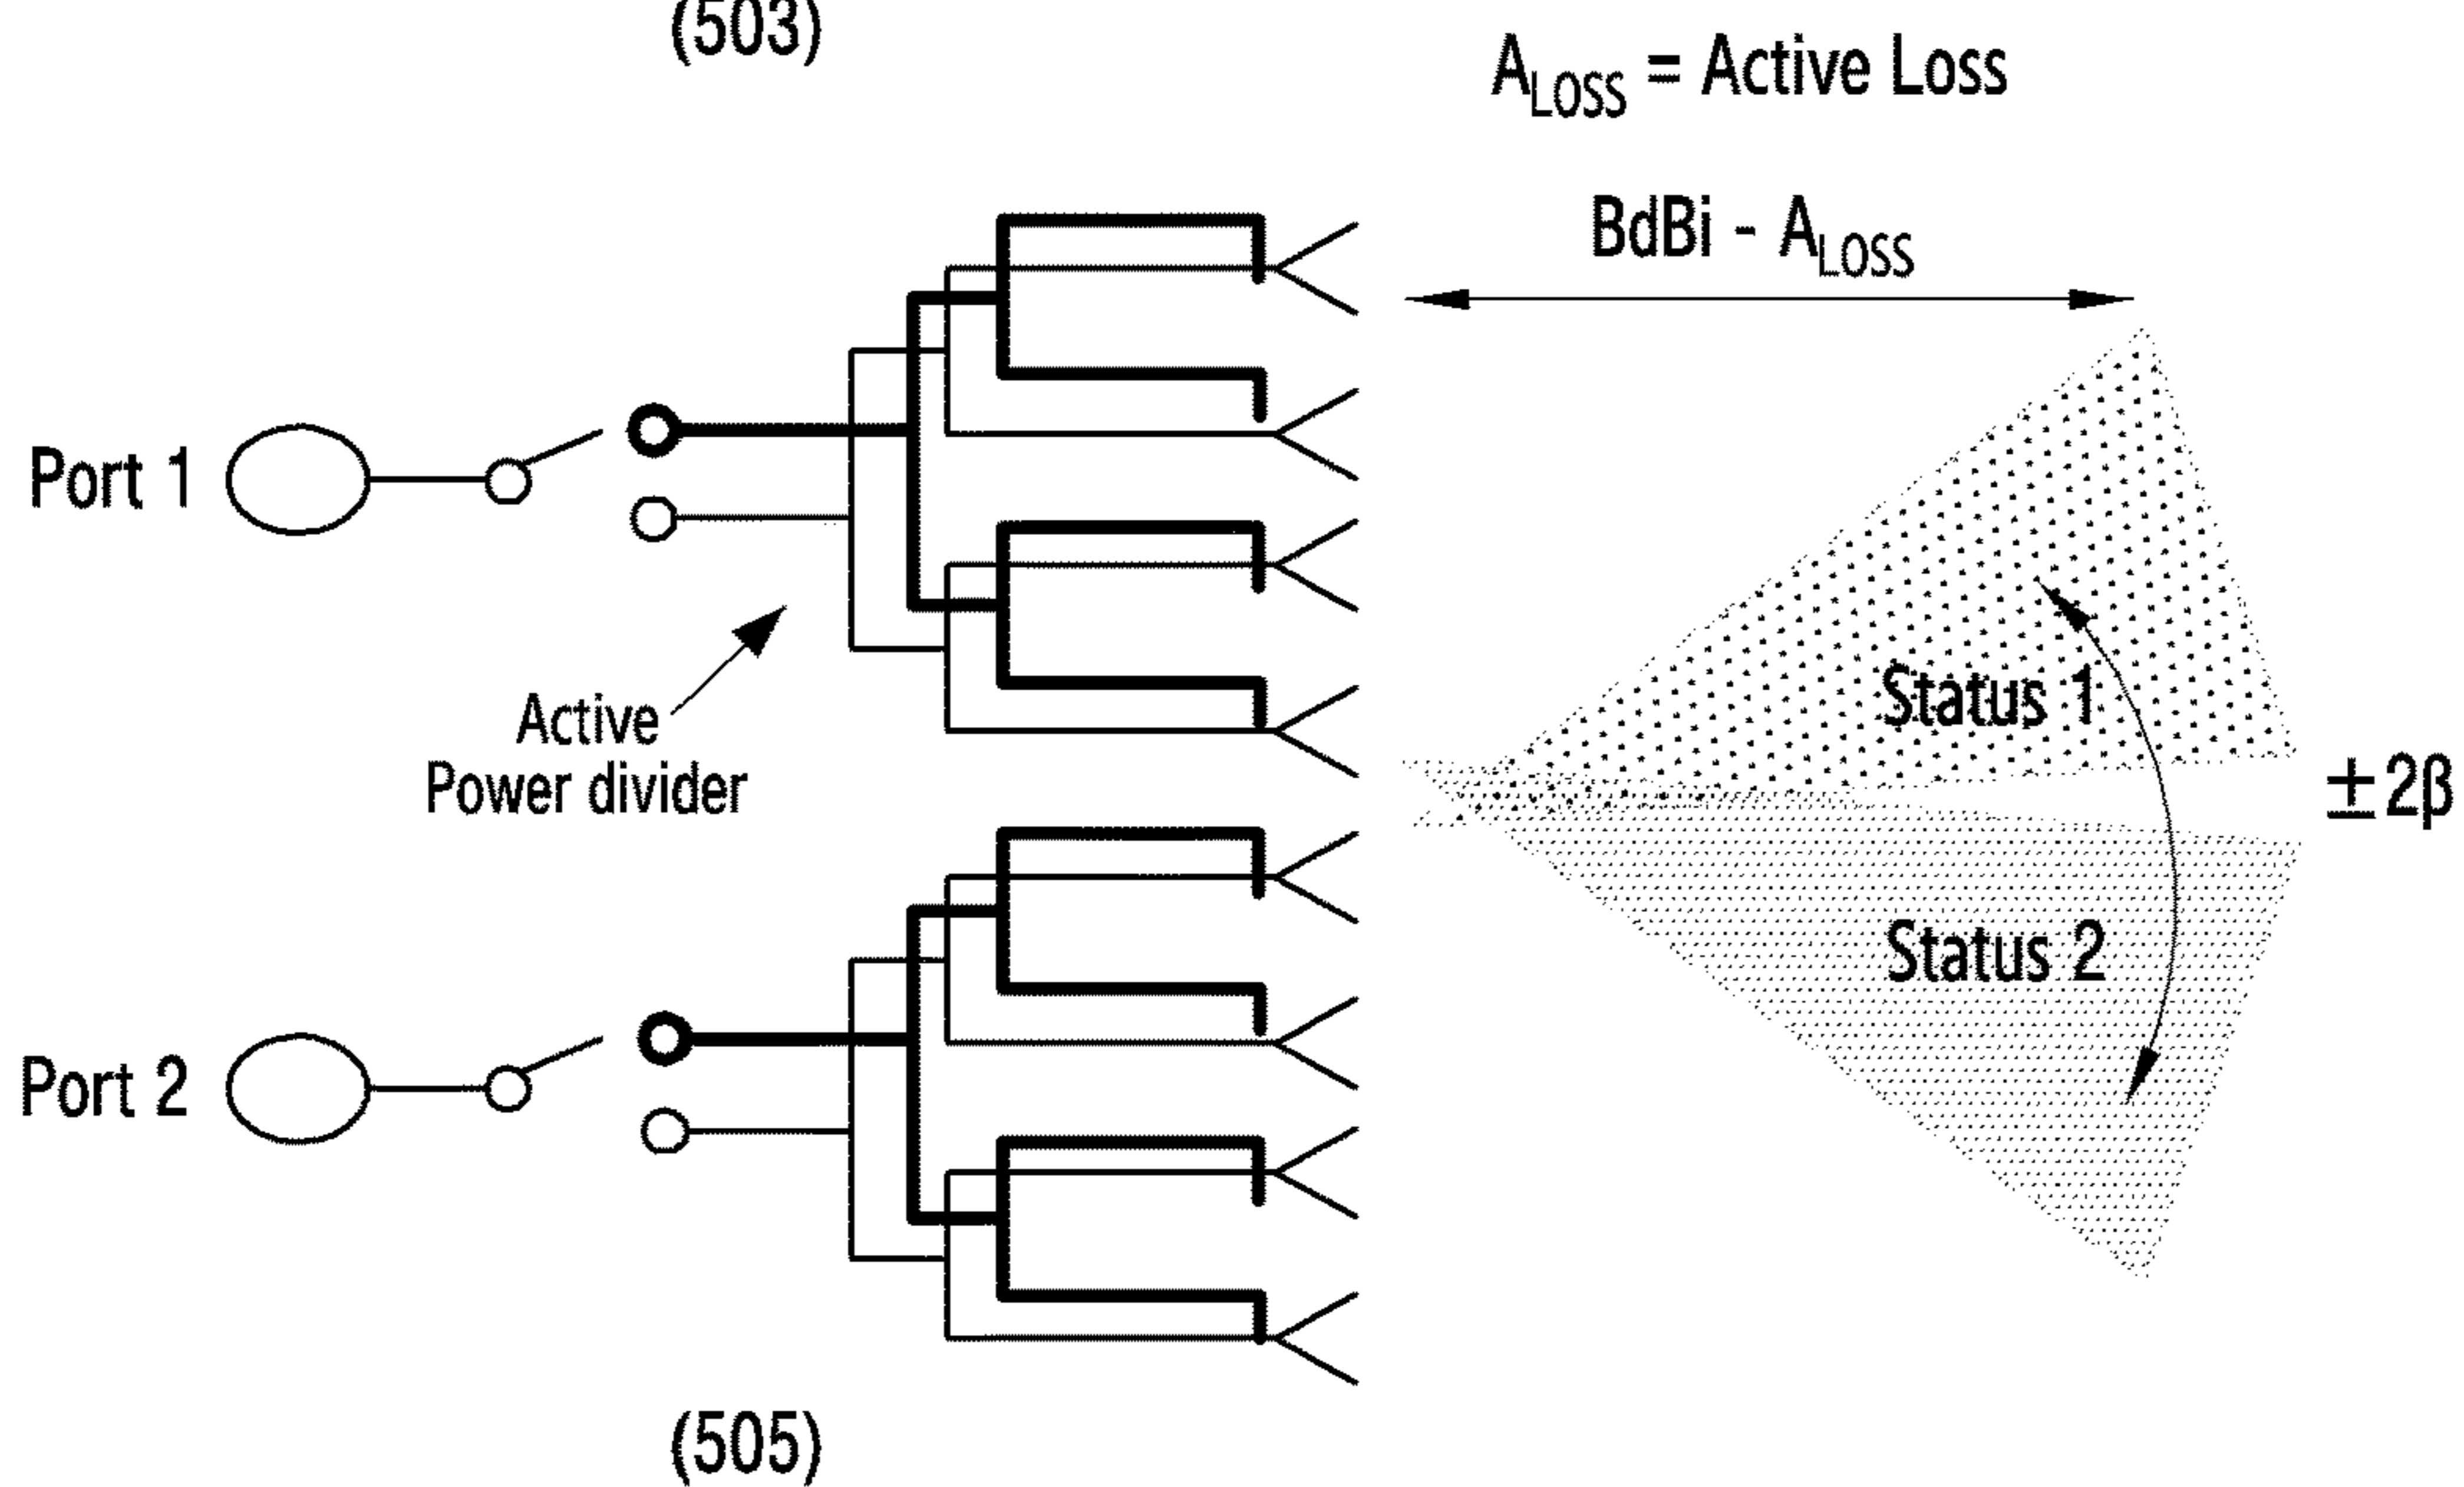 (503)
A_LOSS = Active Loss
BdBi - A_LOSS
Port 1
Active
Power divider
Status 1
±2β
Status 2
Port 2
(505)